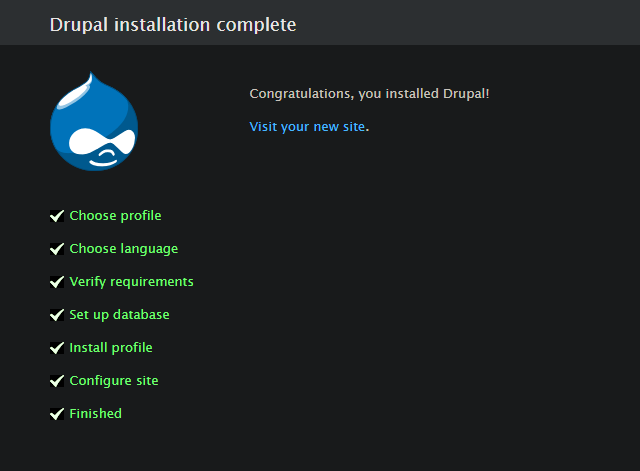 Drupal installation complete
Congratulations, you installed Drupal!
Visit your new site.
Choose profile
Choose language
Verify requirements
Set up database
Install profile
Configure site
Finished